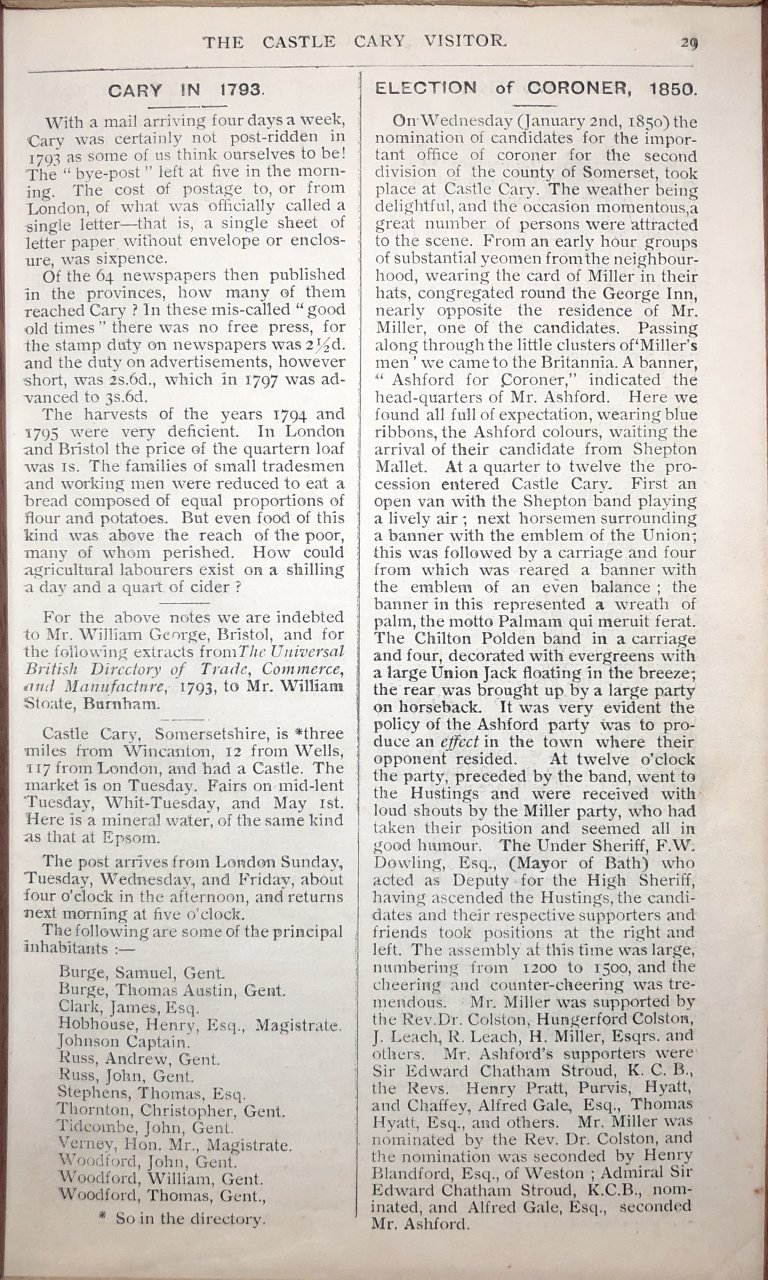 THE CASTLE CARY VISITOR. 29
CARY IN 1793.
With a mail arriving four days a week,
Cary was certainly not post-ridden in
1793 as some of us think ourselves to be!
The “ bye-post ” left at five in the morn-
ing. The cost of postage to, or from
London, of what was officially called a
single letter—that is, a single sheet of
letter paper without envelope or enclos-
ure, was sixpence.
Of the 64 newspapers then published
in the provinces, how many of them
reached Cary ? In these mis-called “ good
old times ” there was no free press, for
the stamp duty on newspapers was 2½d.
and the duty on advertisements, however
short, was 2s.6d., which in 1797 was ad-
vanced to 3s.6d.
The harvests of the years 1794 and
1795 were very deficient. In London
and Bristol the price of the quartern loaf
was 1s. The families of small tradesmen
and working men were reduced to eat a
bread composed of equal proportions of
flour and potatoes. But even food of this
kind was above the reach of the poor,
many of whom perished. How could
agricultural labourers exist on a shilling
a day and a quart of cider ?
For the above notes we are indebted
to Mr. William George, Bristol, and for
the following extracts from The Universal
British Directory of Trade, Commerce,
and Manufacture, 1793, to Mr. William
Stoate, Burnham.
Castle Cary, Somersetshire, is *three
miles from Wincanton, 12 from Wells,
117 from London, and had a Castle. The
market is on Tuesday. Fairs on mid-lent
Tuesday, Whit-Tuesday, and May 1st.
Here is a mineral water, of the same kind
as that at Epsom.
The post arrives from London Sunday,
Tuesday, Wednesday, and Friday, about
four o'clock in the afternoon, and returns
next morning at five o'clock.
The following are some of the principal
inhabitants :—
Burge, Samuel, Gent.
Burge, Thomas Austin, Gent.
Clark, James, Esq.
Hobhouse, Henry, Esq., Magistrate.
Johnson Captain.
Russ, Andrew, Gent.
Russ, John, Gent.
Stephens, Thomas, Esq.
Thornton, Christopher, Gent.
Tidcombe, John, Gent.
Verney, Hon. Mr., Magistrate.
Woodford, John, Gent.
Woodford, William, Gent.
Woodford, Thomas, Gent.,
* So in the directory.
ELECTION of CORONER, 1850.
On Wednesday (January 2nd, 1850) the
nomination of candidates for the impor-
tant office of coroner for the second
division of the county of Somerset, took
place at Castle Cary. The weather being
delightful, and the occasion momentous,a
great number of persons were attracted
to the scene. From an early hour groups
of substantial yeomen from the neighbour-
hood, wearing the card of Miller in their
hats, congregated round the George Inn,
nearly opposite the residence of Mr.
Miller, one of the candidates. Passing
along through the little clusters of ‘Miller's
men ’ we came to the Britannia. A banner,
“ Ashford for Coroner,” indicated the
head-quarters of Mr. Ashford. Here we
found all full of expectation, wearing blue
ribbons, the Ashford colours, waiting the
arrival of their candidate from Shepton
Mallet. At a quarter to twelve the pro-
cession entered Castle Cary. First an
open van with the Shepton band playing
a lively air ; next horsemen surrounding
a banner with the emblem of the Union;
this was followed by a carriage and four
from which was reared a banner with
the emblem of an even balance ; the
banner in this represented a wreath of
palm, the motto Palmam qui meruit ferat.
The Chilton Polden band in a carriage
and four, decorated with evergreens with
a large Union Jack floating in the breeze;
the rear was brought up by a large party
on horseback. It was very evident the
policy of the Ashford party was to pro-
duce an effect in the town where their
opponent resided. At twelve o'clock
the party, preceded by the band, went to
the Hustings and were received with
loud shouts by the Miller party, who had
taken their position and seemed all in
good humour. The Under Sheriff, F.W.
Dowling, Esq., (Mayor of Bath) who
acted as Deputy for the High Sheriff,
having ascended the Hustings, the candi-
dates and their respective supporters and
friends took positions at the right and
left. The assembly at this time was large,
numbering from 1200 to 1500, and the
cheering and counter-cheering was tre-
mendous. Mr. Miller was supported by
the Rev.Dr. Colston, Hungerford Colston,
J. Leach, R. Leach, H. Miller, Esqrs. and
others. Mr. Ashford's supporters were
Sir Edward Chatham Stroud, K. C. B.,
the Revs. Henry Pratt, Purvis, Hyatt,
and Chaffey, Alfred Gale, Esq., Thomas
Hyatt, Esq., and others. Mr. Miller was
nominated by the Rev. Dr. Colston, and
the nomination was seconded by Henry
Blandford, Esq., of Weston ; Admiral Sir
Edward Chatham Stroud, K.C.B., nom-
inated, and Alfred Gale, Esq., seconded
Mr. Ashford.